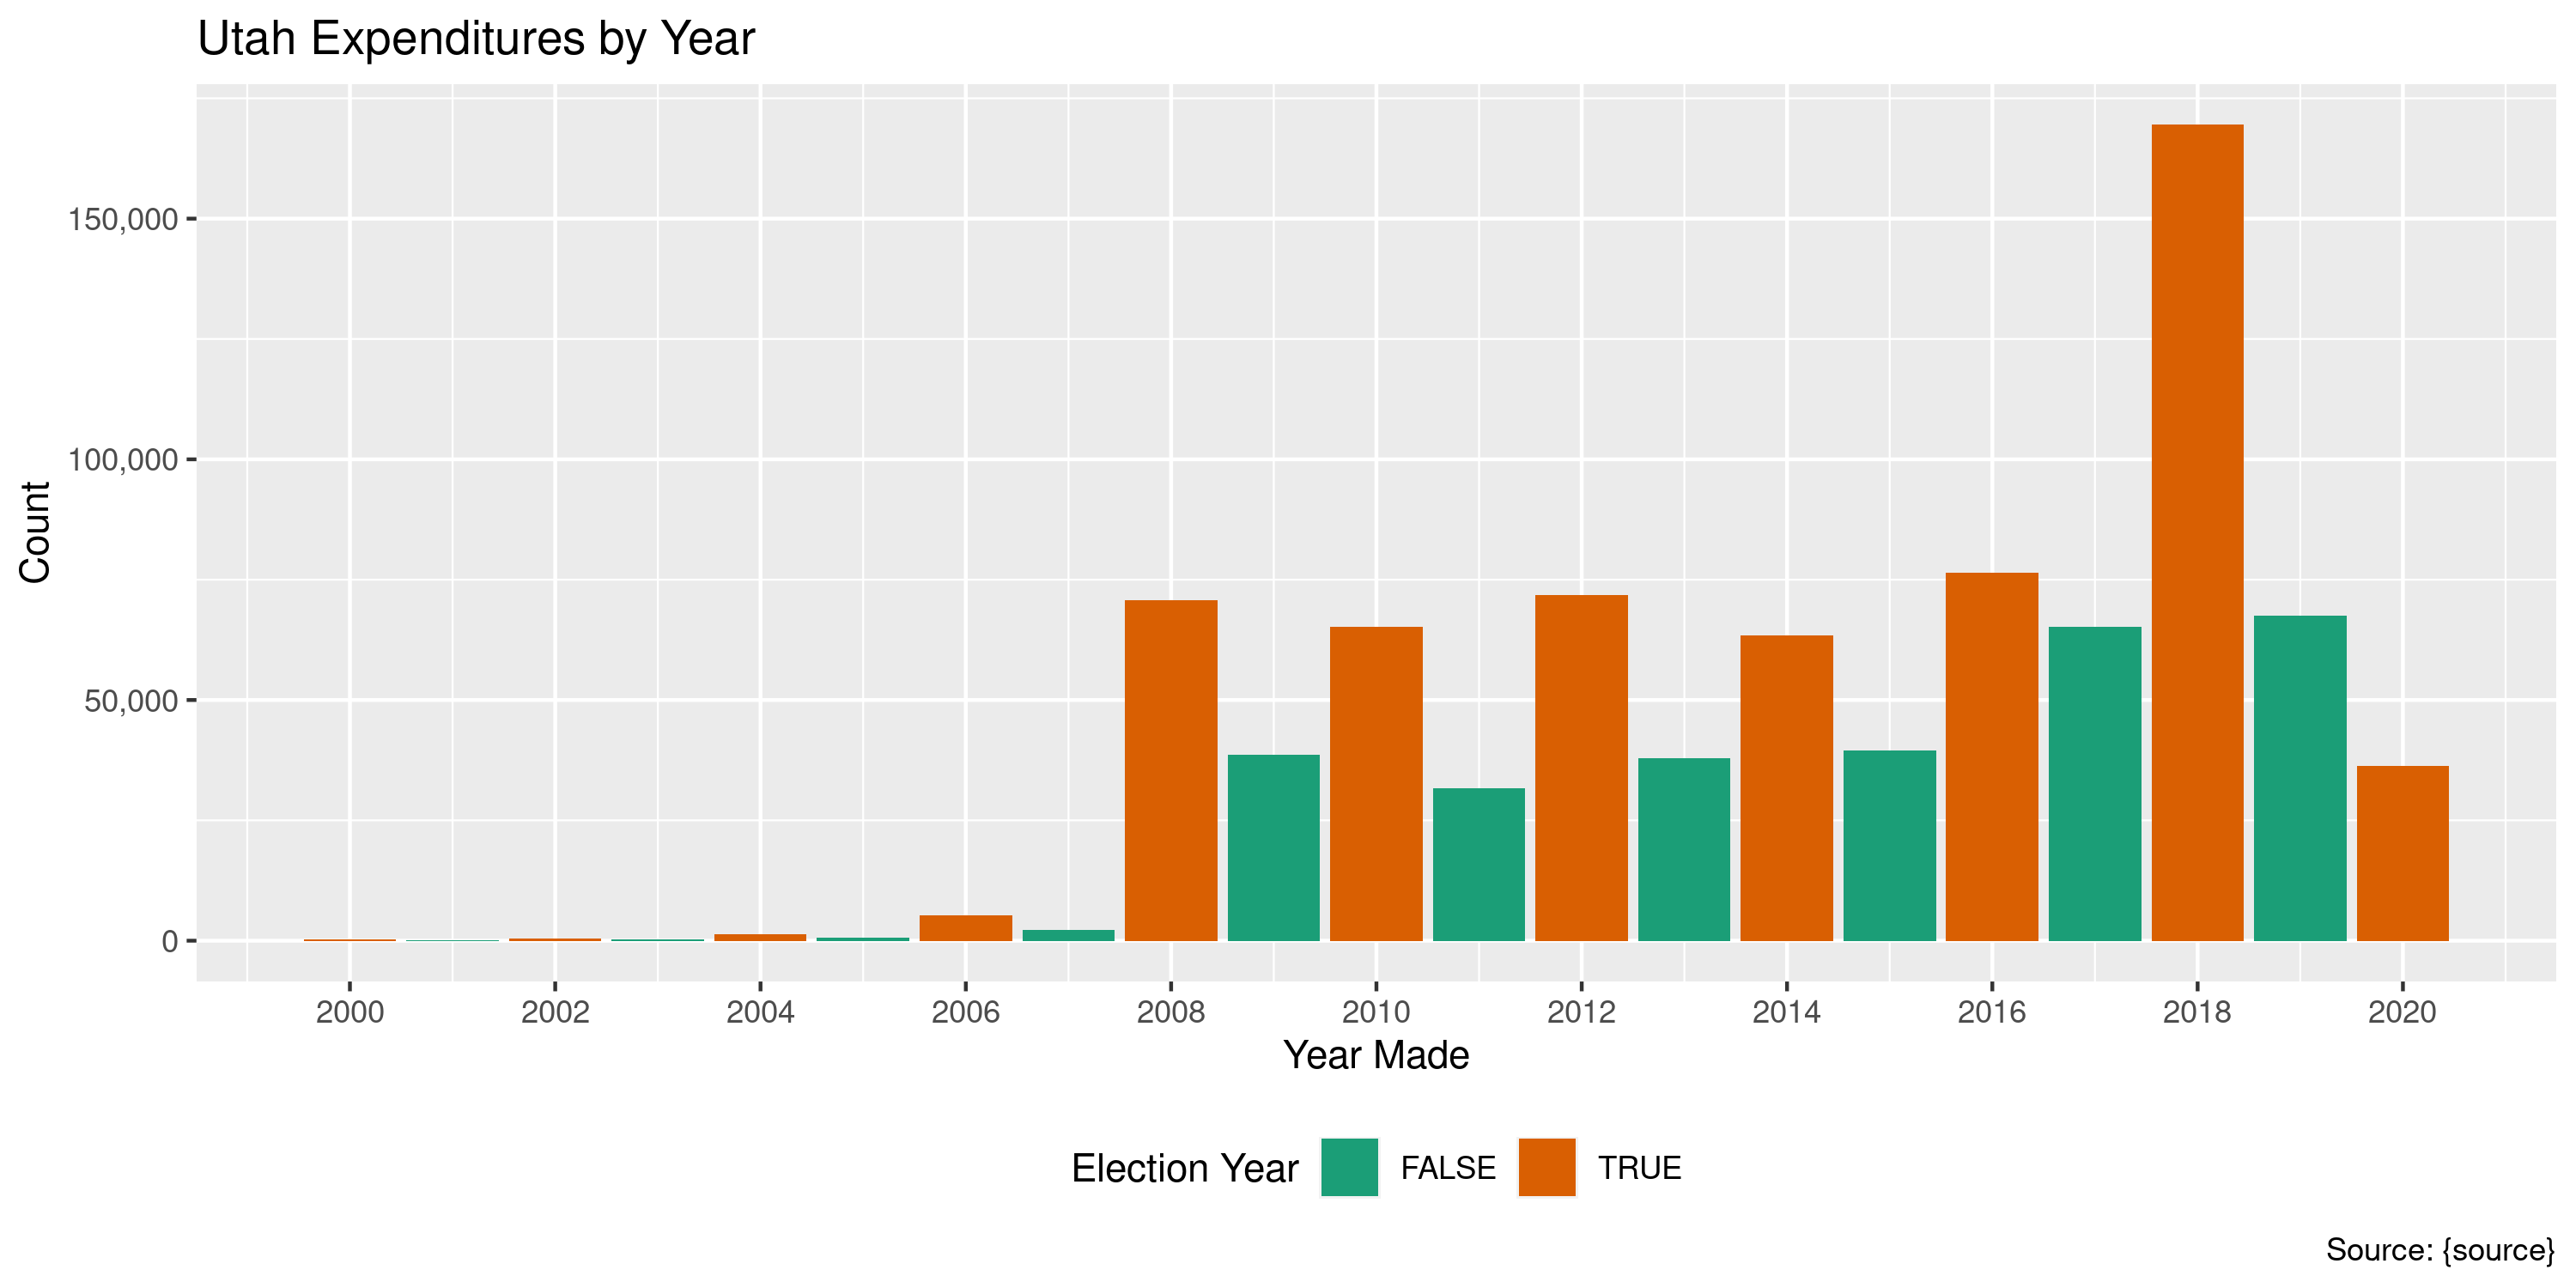 Utah Expenditures by Year
Count
150,000
100,000
50,000
0
2000 2002 2004 2006 2008 2010 2012 2014 2016 2018 2020
Year Made
Election Year FALSE TRUE
Source: {source}